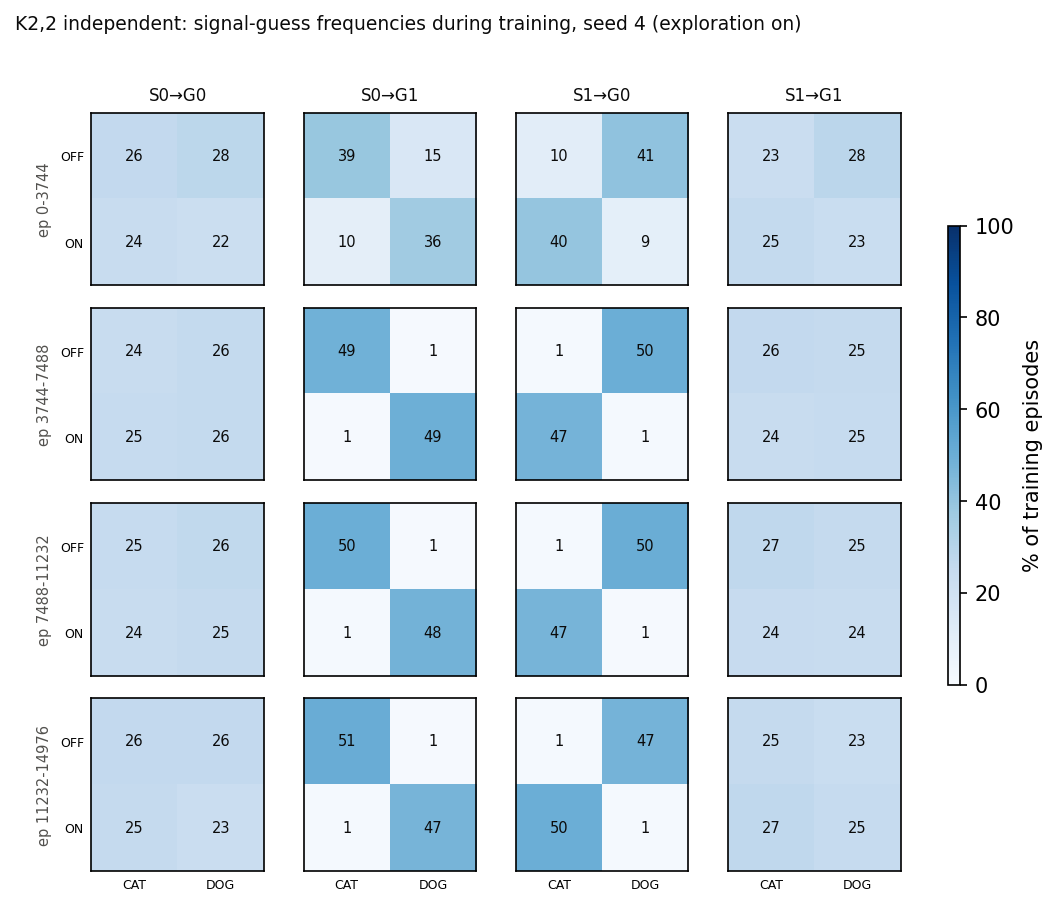 K2,2 independent: signal-guess frequencies during training, seed 4 (exploration on)
S0→G0 S0→G1 S1→G0 S1→G1
ep 0-3744
OFF 26 28 39 15 10 41 23 28
ON 24 22 10 36 40 9 25 23
ep 3744-7488
OFF 24 26 49 1 1 50 26 25
ON 25 26 1 49 47 1 24 25
ep 7488-11232
OFF 25 26 50 1 1 50 27 25
ON 24 25 1 48 47 1 24 24
ep 11232-14976
OFF 26 26 51 1 1 47 25 23
ON 25 23 1 47 50 1 27 25
CAT DOG CAT DOG CAT DOG CAT DOG
100
80
60
40
20
0
% of training episodes